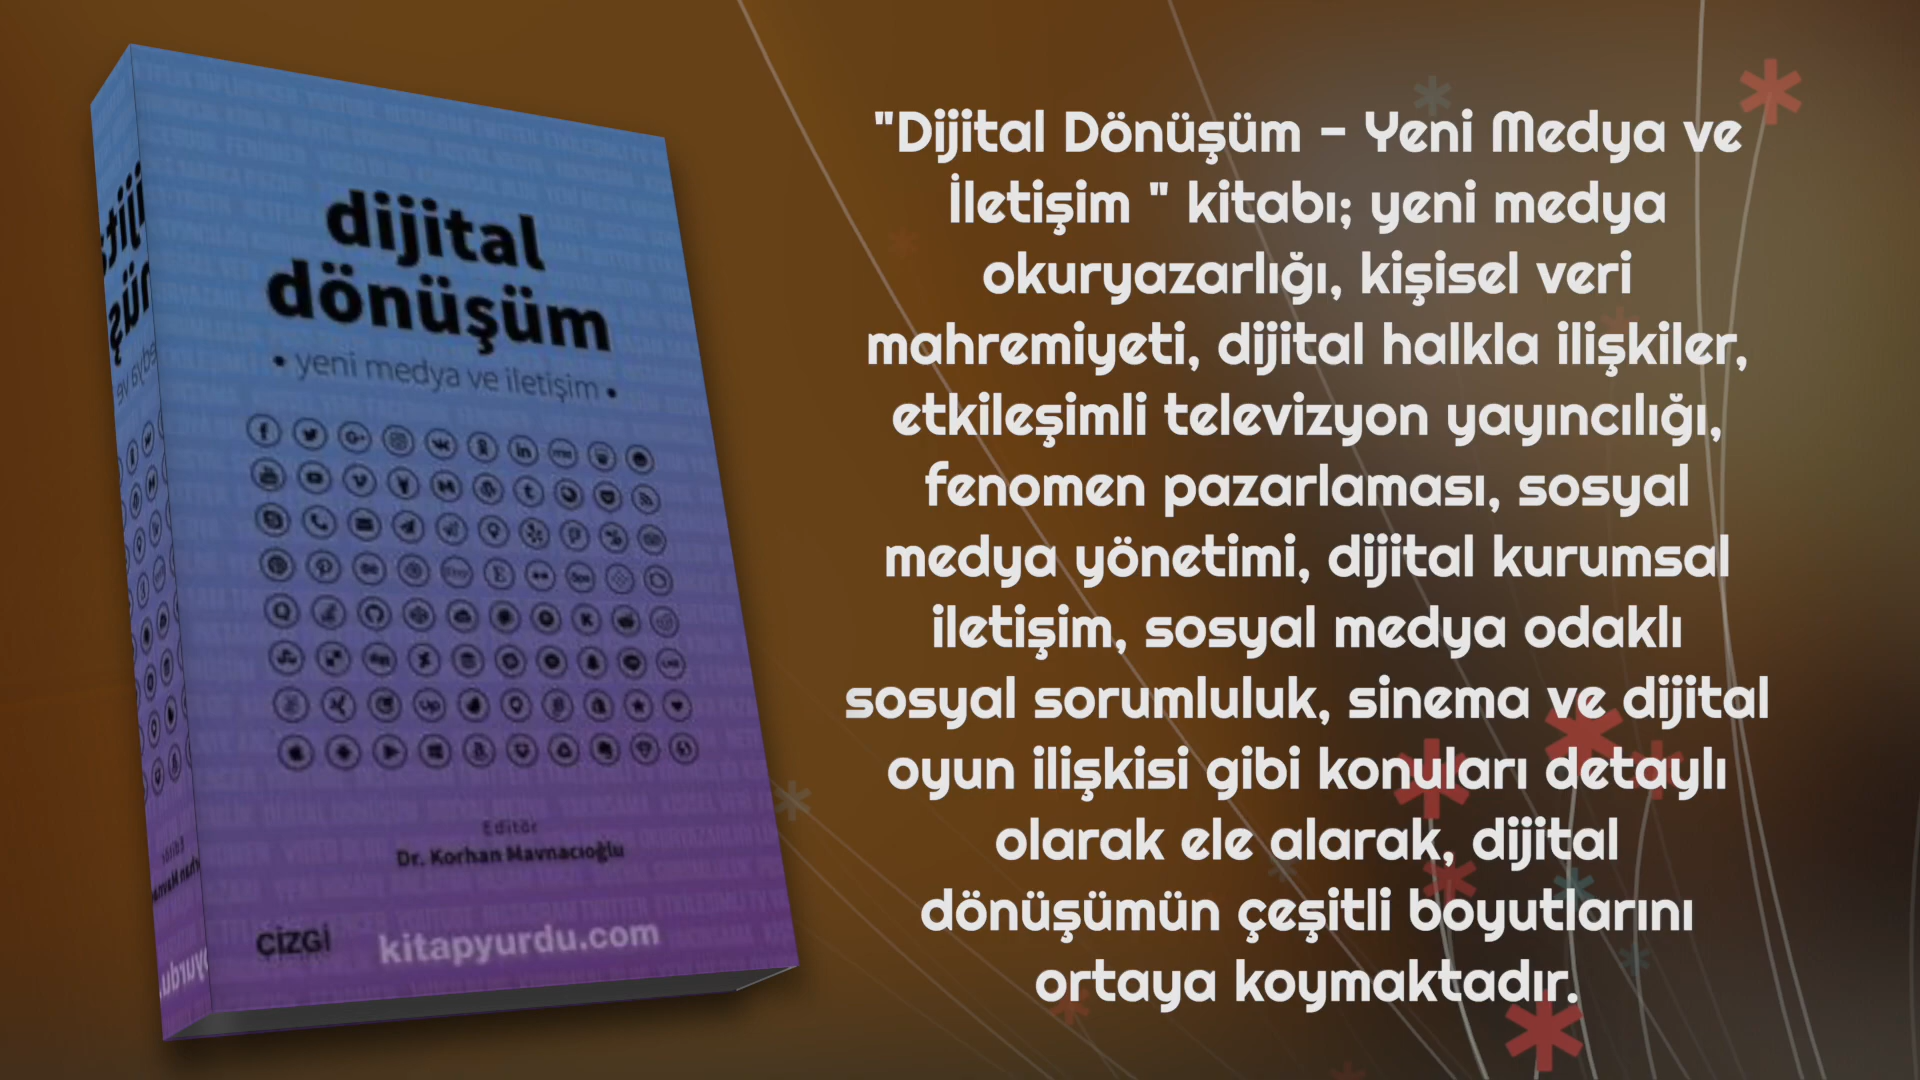 dijital
dönüşüm
• yeni medya ve iletişim •
Editör
Dr. Korhan Mavnacıoğlu
ÇİZGİ
kitapyurdu.com
"Dijital Dönüşüm - Yeni Medya ve
İletişim " kitabı; yeni medya
okuryazarlığı, kişisel veri
mahremiyeti, dijital halkla ilişkiler,
etkileşimli televizyon yayıncılığı,
fenomen pazarlaması, sosyal
medya yönetimi, dijital kurumsal
iletişim, sosyal medya odaklı
sosyal sorumluluk, sinema ve dijital
oyun ilişkisi gibi konuları detaylı
olarak ele alarak, dijital
dönüşümün çeşitli boyutlarını
ortaya koymaktadır.